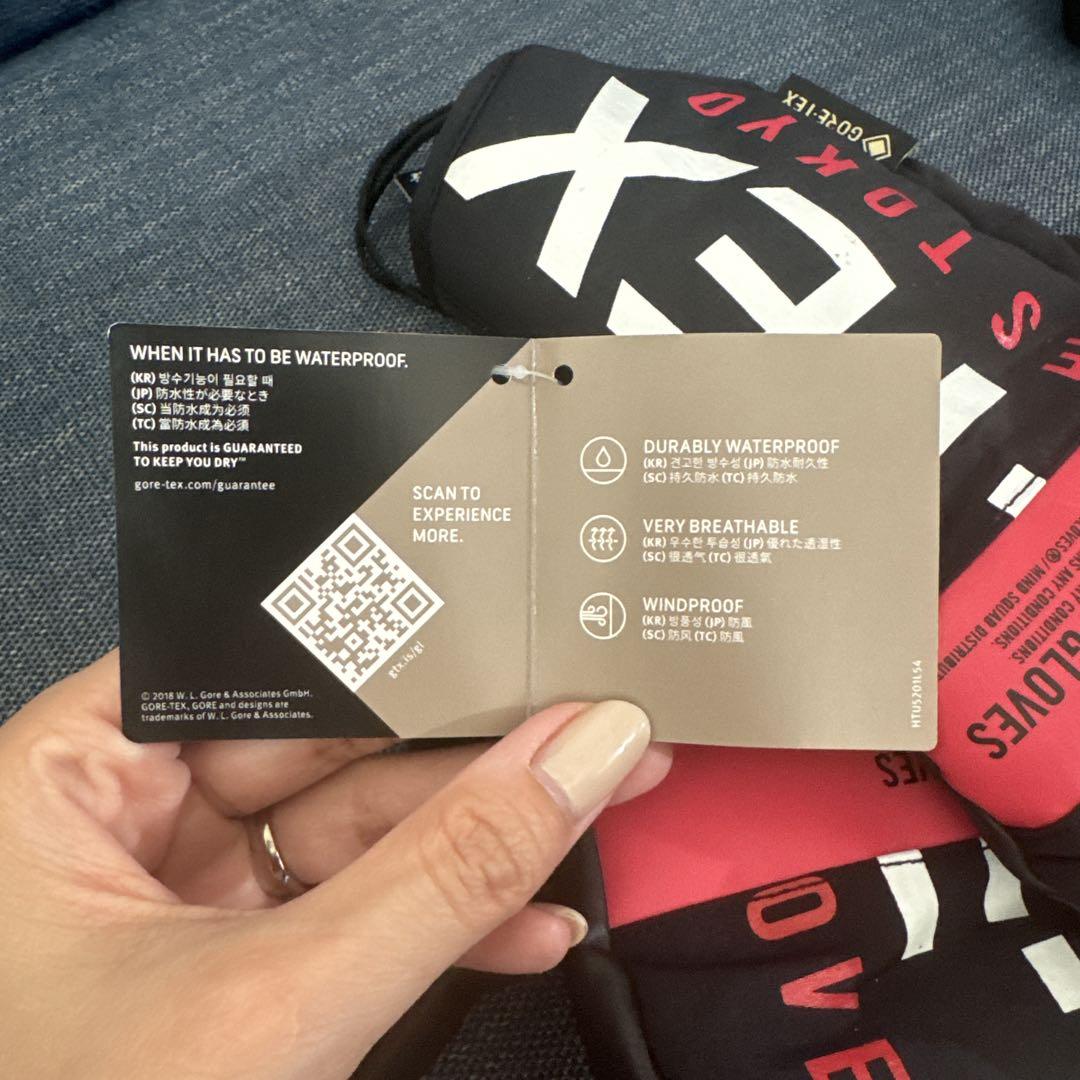 WHEN IT HAS TO BE WATERPROOF.
(KR) 방수기능이 필요할 때
(JP) 防水性が必要なとき
(SC) 当防水成为必须
(TC) 當防水成為必須
This product is GUARANTEED
TO KEEP YOU DRY™
gore-tex.com/guarantee
SCAN TO
EXPERIENCE
MORE.
gtx.is/gl
© 2018 W. L. Gore & Associates GmbH.
GORE-TEX, GORE and designs are
trademarks of W. L. Gore & Associates.
DURABLY WATERPROOF
(KR) 견고한 방수성 (JP) 防水耐久性
(SC) 持久防水 (TC) 持久防水
VERY BREATHABLE
(KR) 우수한 투습성 (JP) 優れた透湿性
(SC) 很透气 (TC) 很透氣
WINDPROOF
(KR) 방풍성 (JP) 防風
(SC) 防风 (TC) 防風
HTU5201L54
GORE-TEX
TOKYO
GLOVES
ANY CONDITIONS.
CONDITIONS.
MIND SQUAD